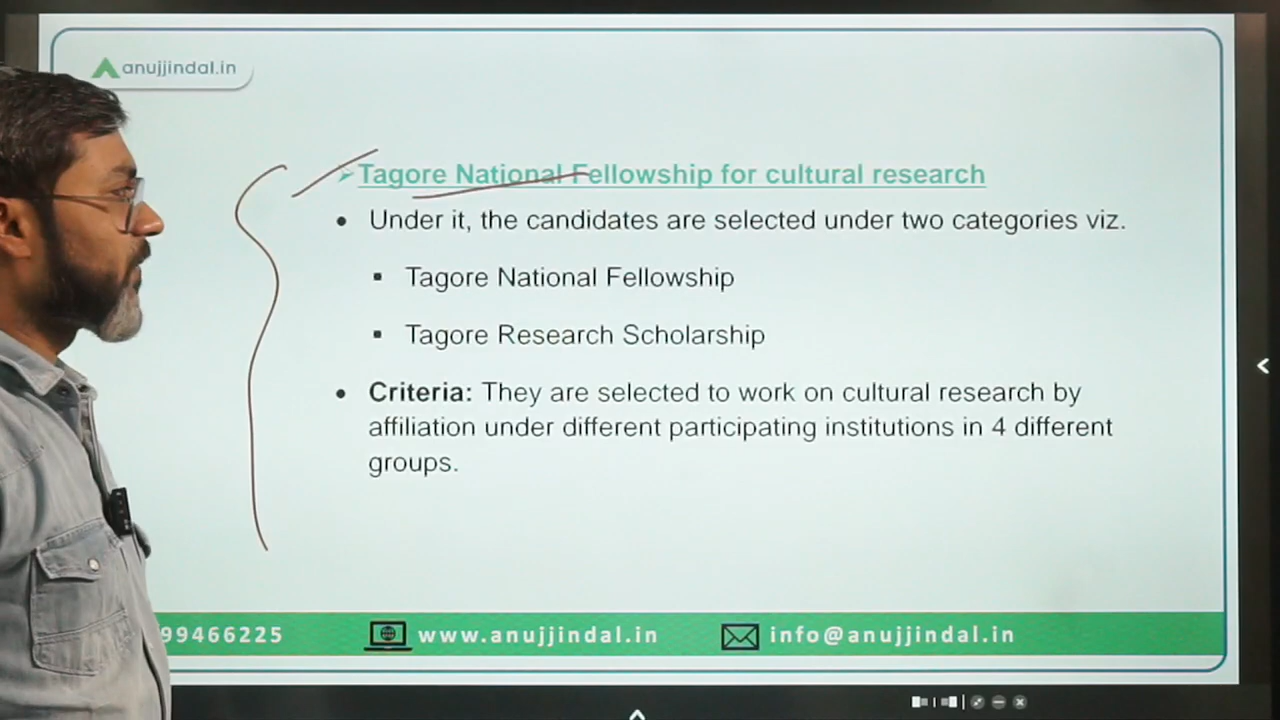 anujjindal.in
Tagore National Fellowship for cultural research
• Under it, the candidates are selected under two categories viz.
▪ Tagore National Fellowship
▪ Tagore Research Scholarship
• Criteria: They are selected to work on cultural research by
affiliation under different participating institutions in 4 different
groups.
99466225 www.anujjindal.in info@anujjindal.in